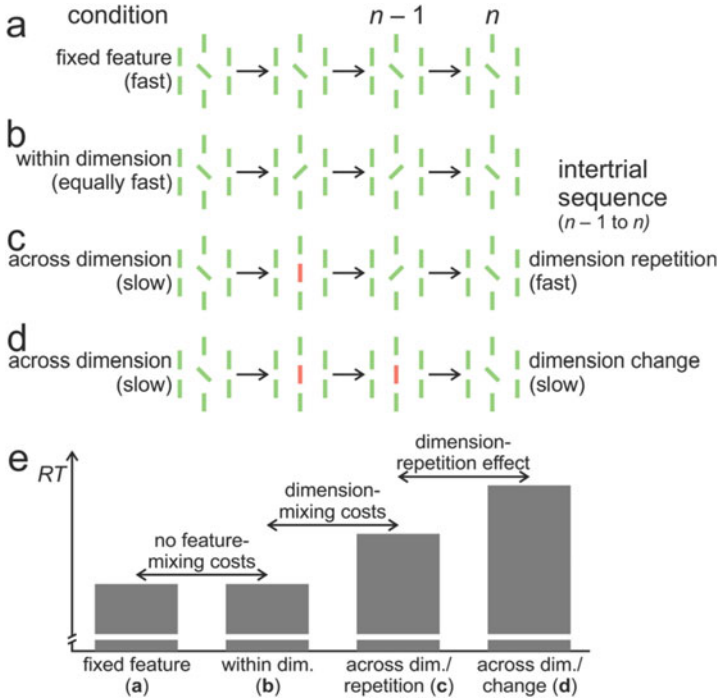 condition
n – 1
n
a
fixed feature
(fast)
b
within dimension
(equally fast)
intertrial
sequence
(n – 1 to n)
c
across dimension
(slow)
dimension repetition
(fast)
d
across dimension
(slow)
dimension change
(slow)
e
RT
dimension-
repetition effect
dimension-
mixing costs
no feature-
mixing costs
fixed feature
(a)
within dim.
(b)
across dim./
repetition (c)
across dim./
change (d)